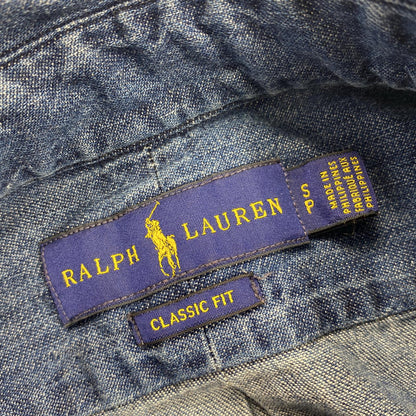 RALPH LAUREN
CLASSIC FIT
S
P
MADE IN
PHILIPPINES
FABRIQUÉ AUX
PHILIPPINES